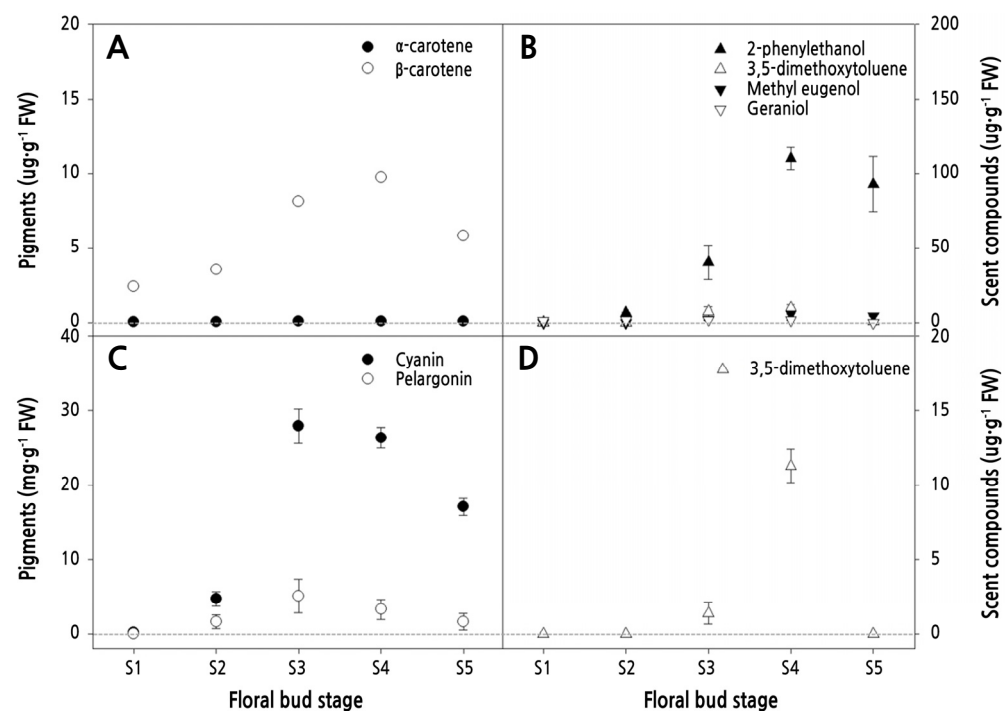 A
α-carotene
β-carotene
20
15
10
5
0
Pigments (ug·g⁻¹ FW)
B
2-phenylethanol
3,5-dimethoxytoluene
Methyl eugenol
Geraniol
200
150
100
50
0
Scent compounds (ug·g⁻¹ FW)
C
Cyanin
Pelargonin
40
30
20
10
0
Pigments (mg·g⁻¹ FW)
S1 S2 S3 S4 S5
Floral bud stage
D
3,5-dimethoxytoluene
20
15
10
5
0
Scent compounds (ug·g⁻¹ FW)
S1 S2 S3 S4 S5
Floral bud stage